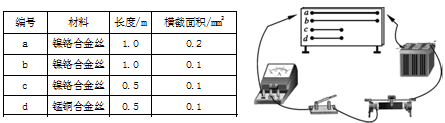 编号 材料 长度/m 横截面积/mm²
a 镍铬合金丝 1.0 0.2
b 镍铬合金丝 1.0 0.1
c 镍铬合金丝 0.5 0.1
d 锰铜合金丝 0.5 0.1
a
b
c
d